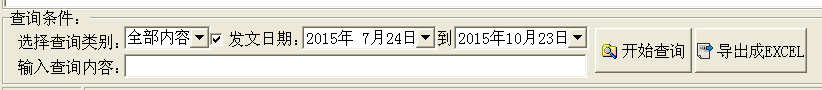 查询条件：
选择查询类别：全部内容 发文日期：2015年 7月24日到2015年10月23日 开始查询 导出成EXCEL
输入查询内容：